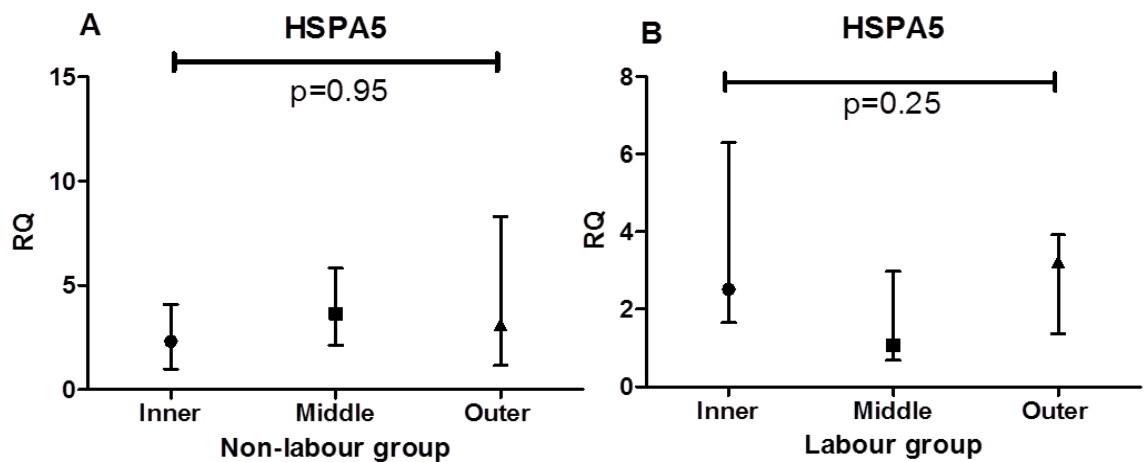 A
HSPA5
p=0.95
15
10
5
0
RQ
Inner Middle Outer
Non-labour group
B
HSPA5
p=0.25
8
6
4
2
0
RQ
Inner Middle Outer
Labour group